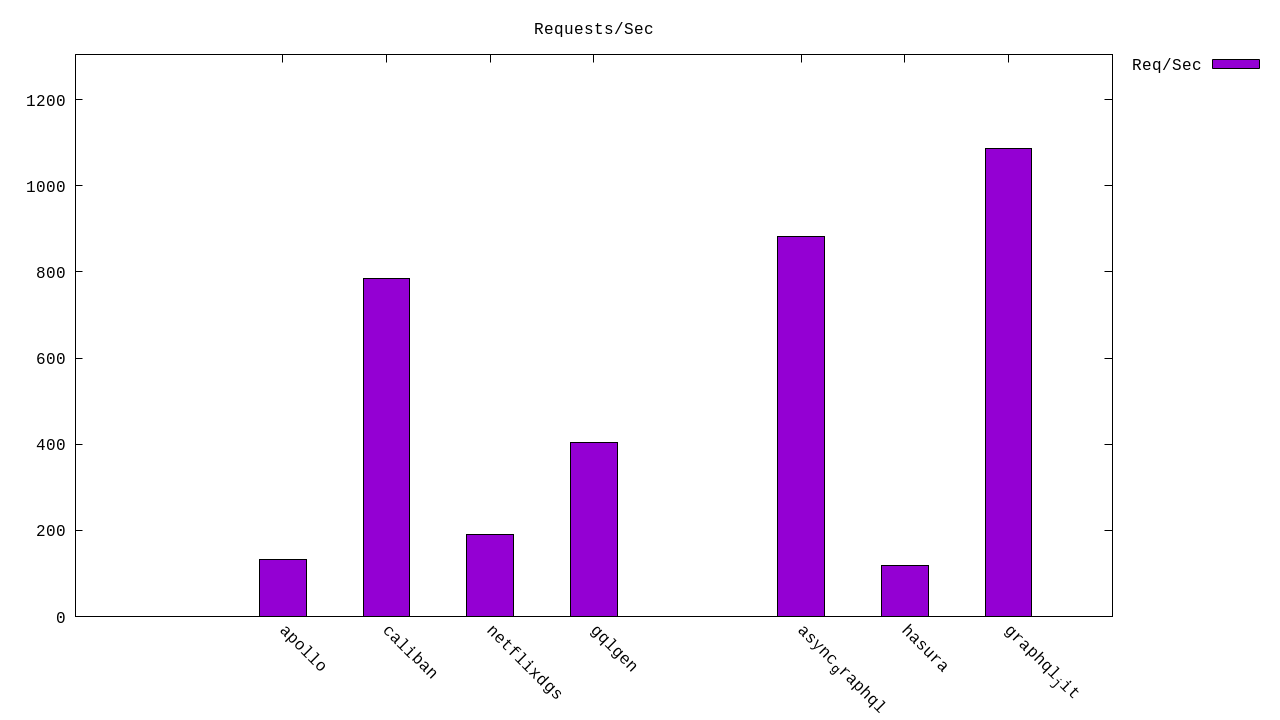 Requests/Sec
Req/Sec
1200
1000
800
600
400
200
0
apollo
caliban
netflixdgs
gqlgen
async_graphql
hasura
graphql_jit